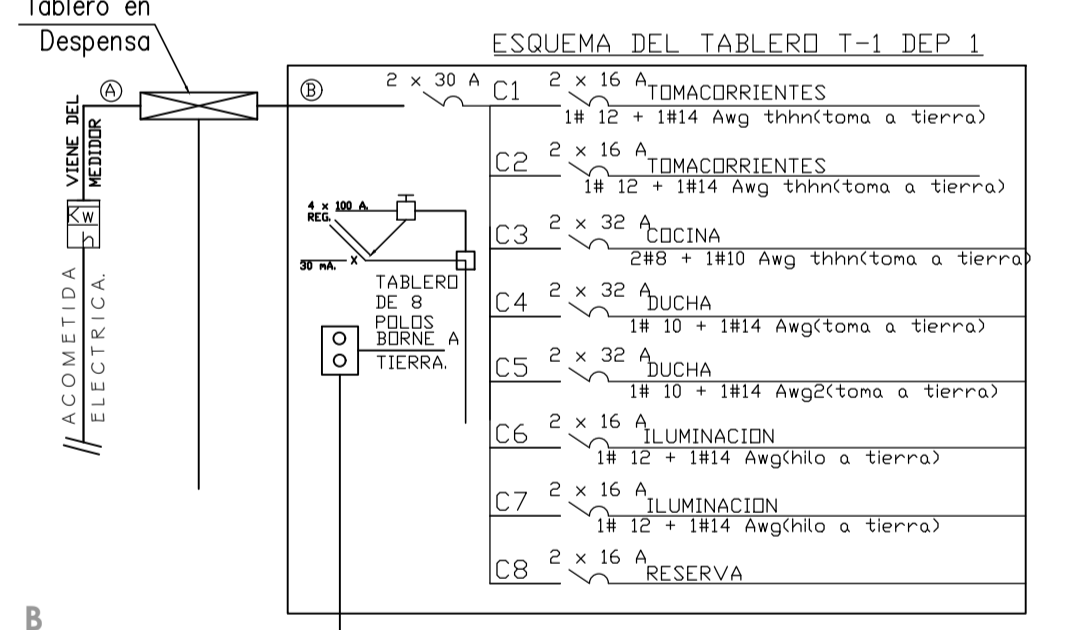 Tablero en
Despensa
A
VIENE DEL
MEDIDOR
Kw
h
ACOMETIDA
ELECTRICA.
ESQUEMA DEL TABLERO T-1 DEP 1
B
2 x 30 A
4 x 100 A.
REG.
30 mA.
x
TABLERO
DE 8
POLOS
BORNE A
TIERRA.
C1 2 x 16 A TOMACORRIENTES
1# 12 + 1#14 Awg thhn(toma a tierra)
C2 2 x 16 A TOMACORRIENTES
1# 12 + 1#14 Awg thhn(toma a tierra)
C3 2 x 32 A COCINA
2#8 + 1#10 Awg thhn(toma a tierra)
C4 2 x 32 A DUCHA
1# 10 + 1#14 Awg(toma a tierra)
C5 2 x 32 A DUCHA
1# 10 + 1#14 Awg2(toma a tierra)
C6 2 x 16 A ILUMINACION
1# 12 + 1#14 Awg(hilo a tierra)
C7 2 x 16 A ILUMINACION
1# 12 + 1#14 Awg(hilo a tierra)
C8 2 x 16 A RESERVA
B